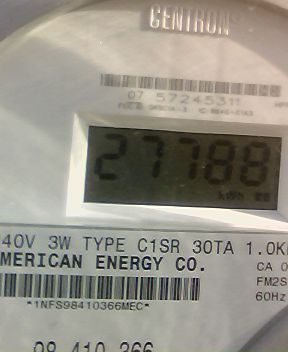 CENTRON
07 57245311
27788
kWh
40V 3W TYPE C1SR 30TA 1.0K
MERICAN ENERGY CO.
CA 0
FM2S
60Hz
*1NFS98410366MEC*
98 410 366